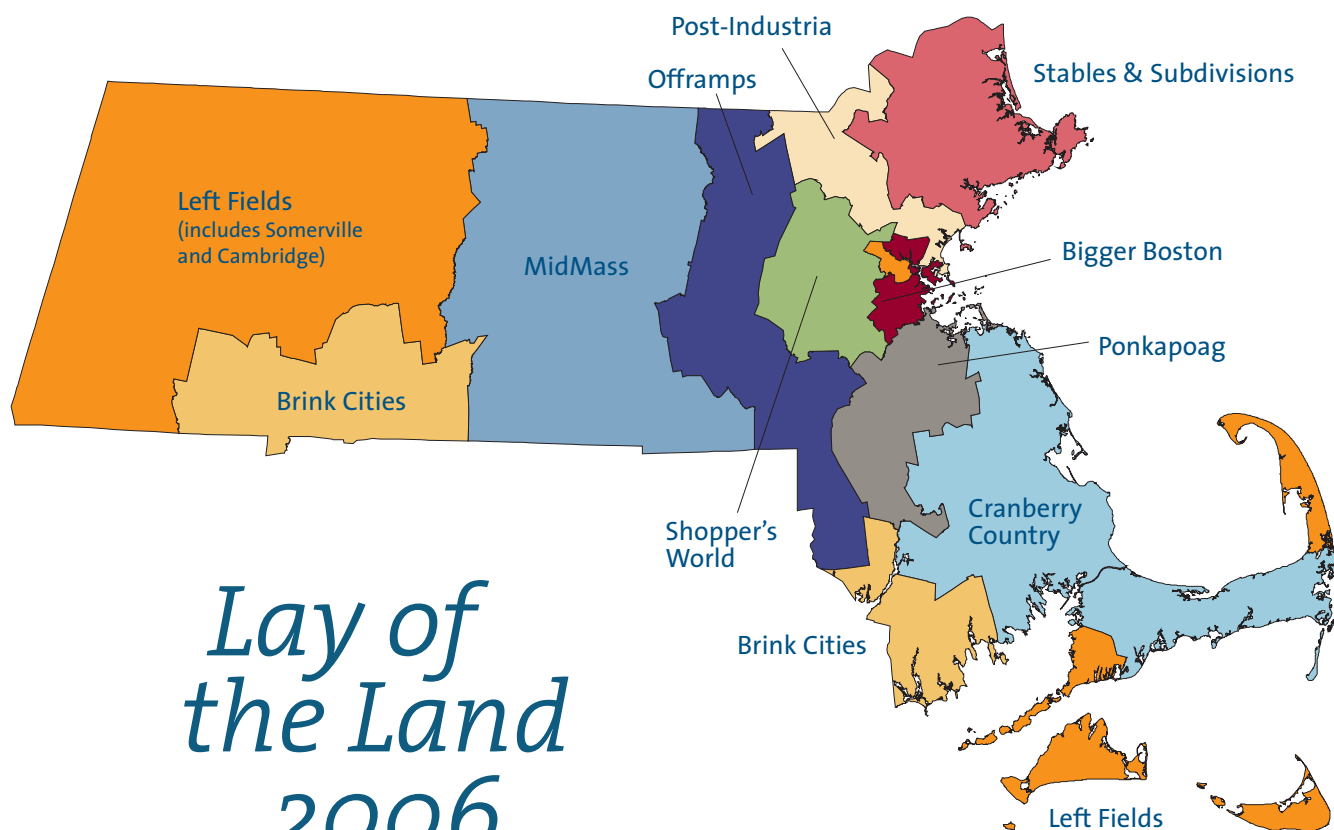 Post-Industria
Offramps
Stables & Subdivisions
Left Fields
(includes Somerville
and Cambridge)
MidMass
Bigger Boston
Ponkapoag
Brink Cities
Shopper's
World
Cranberry
Country
Brink Cities
Lay of
the Land
2006
Left Fields